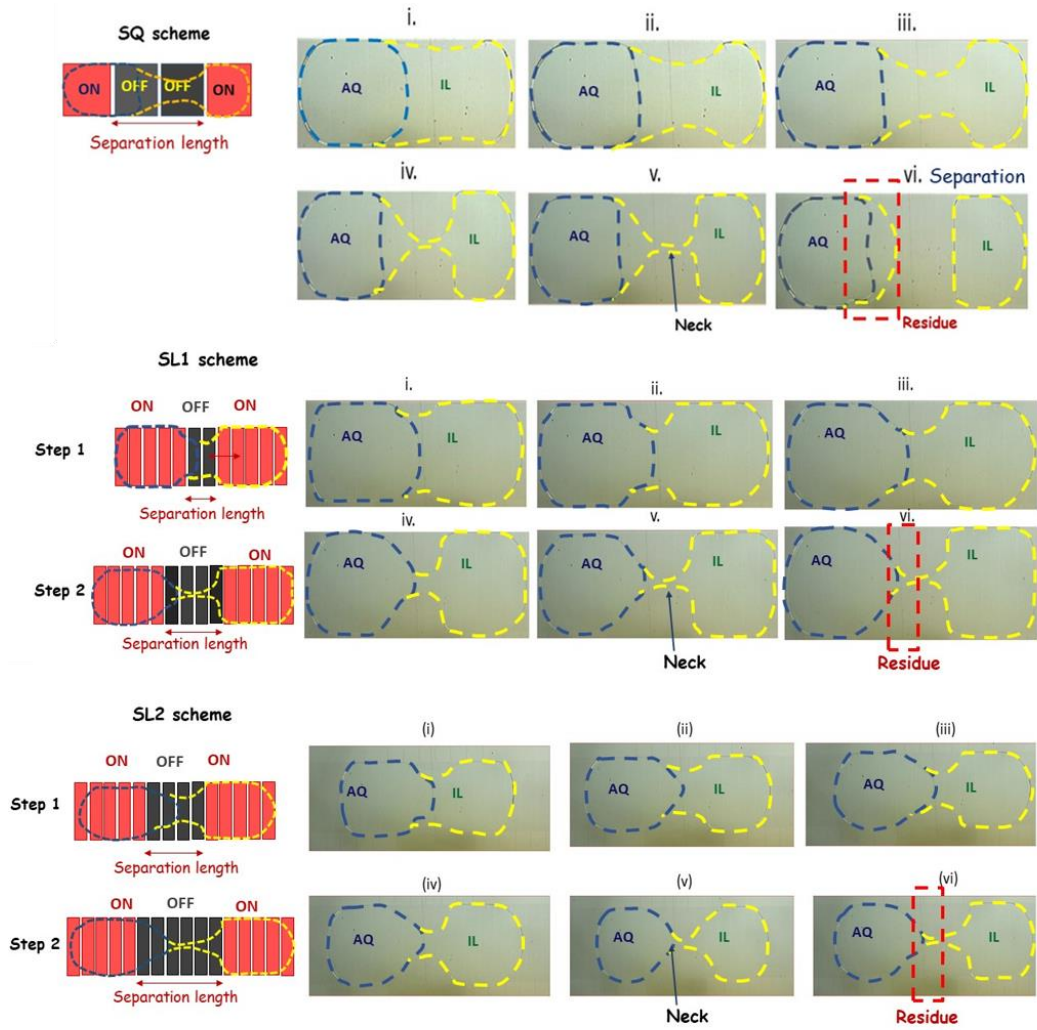 SQ scheme
ON OFF OFF ON
Separation length
i. ii. iii.
AQ IL AQ IL AQ IL
iv. v. vi. Separation
AQ IL AQ IL AQ IL
Neck
Residue
SL1 scheme
ON OFF ON
Step 1
Separation length
i. ii. iii.
AQ IL AQ IL AQ IL
ON OFF ON
Step 2
Separation length
iv. v. vi.
AQ IL AQ IL AQ IL
Neck
Residue
SL2 scheme
ON OFF ON
Step 1
Separation length
(i) (ii) (iii)
AQ IL AQ IL AQ IL
ON OFF ON
Step 2
Separation length
(iv) (v) (vi)
AQ IL AQ IL AQ IL
Neck
Residue